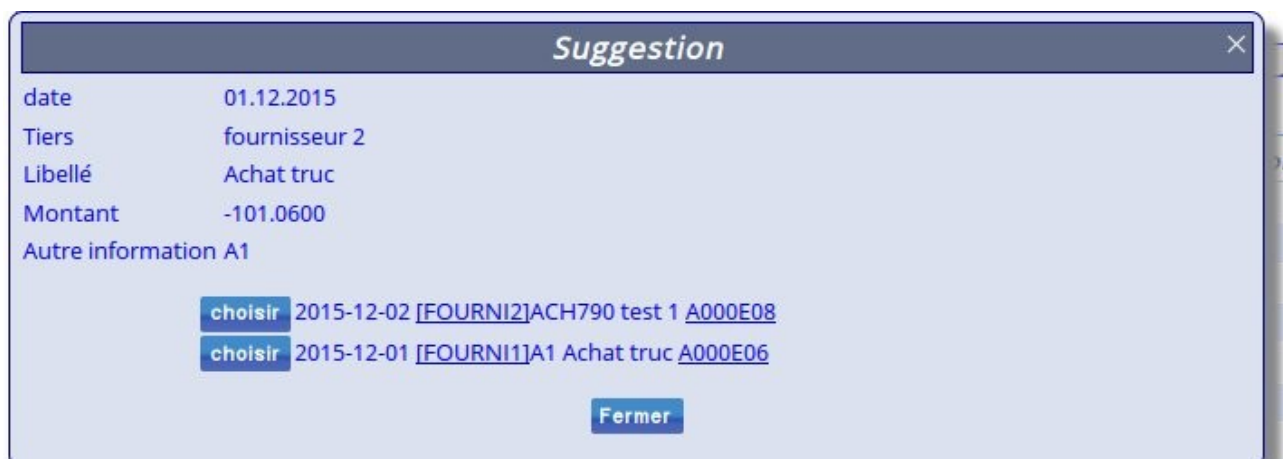 Suggestion ×
date 01.12.2015
Tiers fournisseur 2
Libellé Achat truc
Montant -101.0600
Autre information A1
choisir 2015-12-02 [FOURNI2]ACH790 test 1 A000E08
choisir 2015-12-01 [FOURNI1]A1 Achat truc A000E06
Fermer